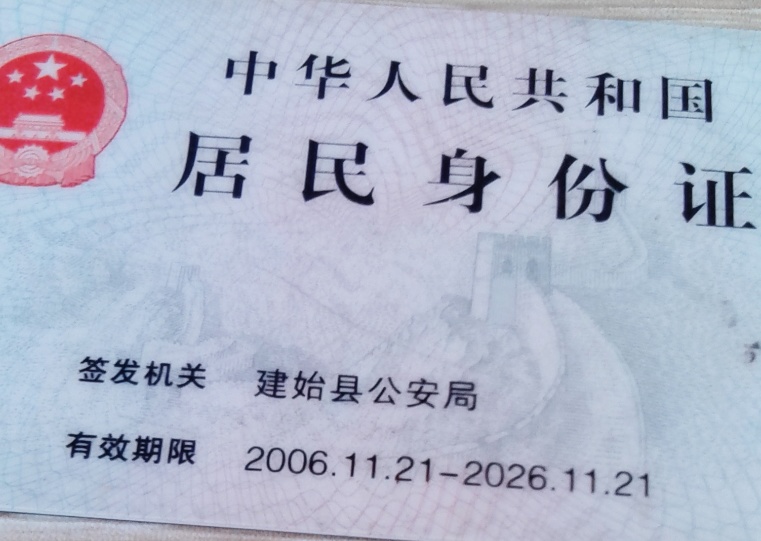 中华人民共和国
居民身份证
签发机关 建始县公安局
有效期限 2006.11.21-2026.11.21